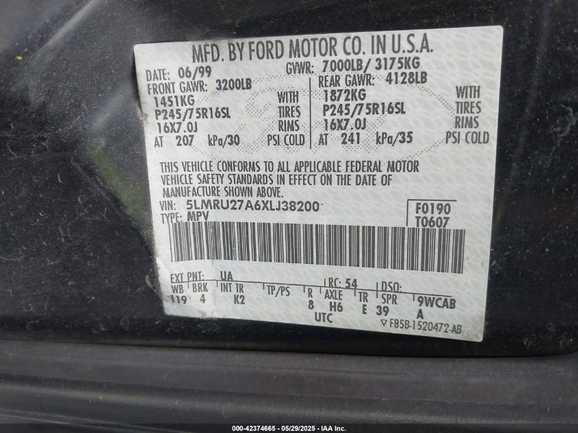 MFD. BY FORD MOTOR CO. IN U.S.A.
DATE: 06/99 GVWR: 7000LB/ 3175KG
FRONT GAWR: 3200LB REAR GAWR: 4128LB
1451KG WITH 1872KG WITH
P245/75R16SL TIRES P245/75R16SL TIRES
16X7.0J RIMS 16X7.0J RIMS
AT 207 kPa/30 PSI COLD AT 241 kPa/35 PSI COLD
THIS VEHICLE CONFORMS TO ALL APPLICABLE FEDERAL MOTOR
VEHICLE SAFETY STANDARDS IN EFFECT ON THE DATE OF
MANUFACTURE SHOWN ABOVE.
VIN: 5LMRU27A6XLJ38200 F0190
TYPE: MPV T0607
EXT PNT: UA RC: 54 DSO:
WB BRK INT TR TP/PS R AXLE TR SPR 9WCAB
119 4 K2 8 H6 E 39 A
UTC F85B-1520472-AB
000-42374665 - 05/29/2025 - IAA Inc.